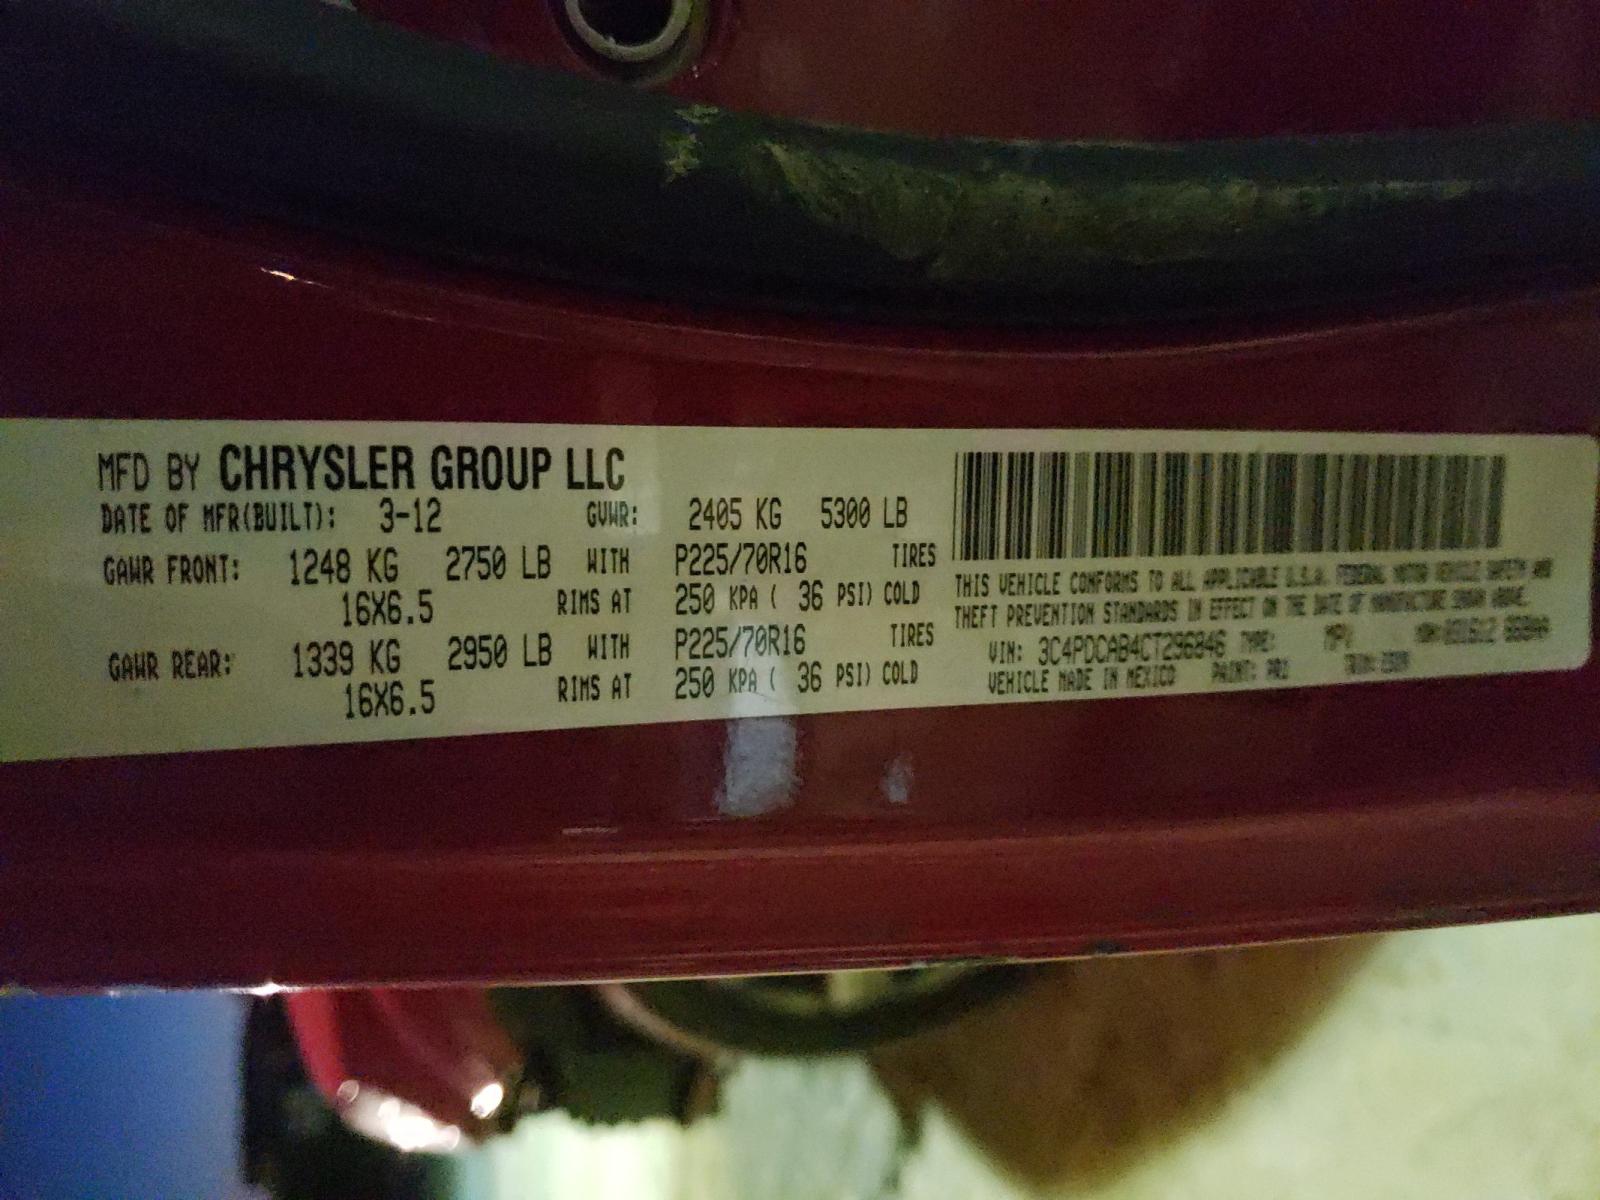 MFD BY CHRYSLER GROUP LLC
DATE OF MFR(BUILT): 3-12 GVWR: 2405 KG 5300 LB
GAWR FRONT: 1248 KG 2750 LB WITH P225/70R16 TIRES
16X6.5 RIMS AT 250 KPA ( 36 PSI) COLD
GAWR REAR: 1339 KG 2950 LB WITH P225/70R16 TIRES
16X6.5 RIMS AT 250 KPA ( 36 PSI) COLD
THIS VEHICLE CONFORMS TO ALL APPLICABLE U.S.A. FEDERAL MOTOR VEHICLE SAFETY AND
THEFT PREVENTION STANDARDS IN EFFECT ON THE DATE OF MANUFACTURE SHOWN ABOVE.
VIN: 3C4PDCAB4CT296846 TYPE: MPV
VEHICLE MADE IN MEXICO PAINT: